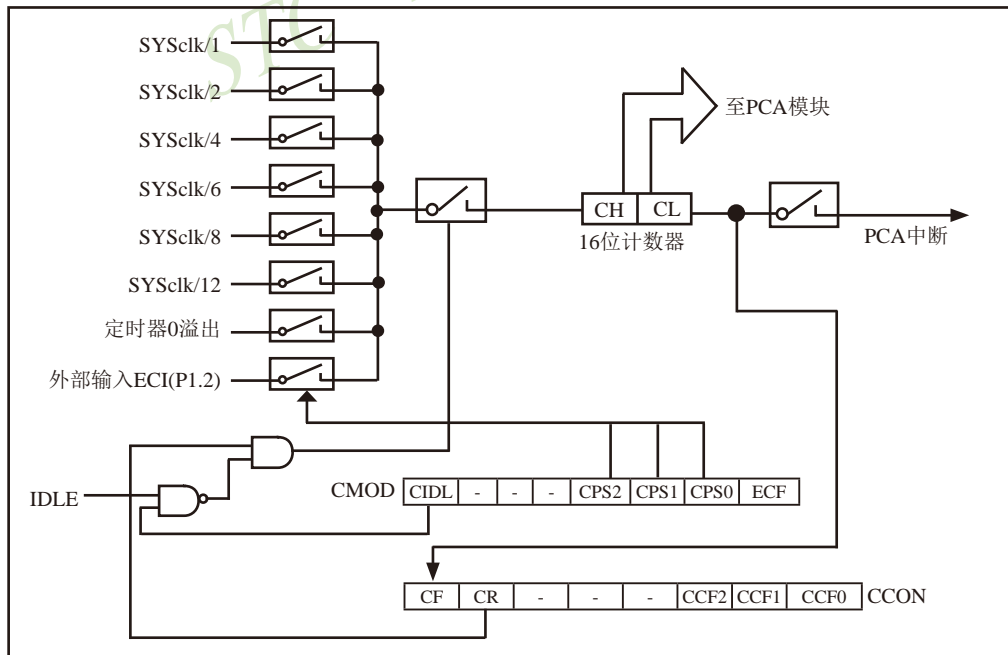 STC
SYSclk/1
SYSclk/2
SYSclk/4
SYSclk/6
SYSclk/8
SYSclk/12
定时器0溢出
外部输入ECI(P1.2)
至PCA模块
CH CL
16位计数器
PCA中断
IDLE
CMOD CIDL - - - CPS2 CPS1 CPS0 ECF
CF CR - - - CCF2 CCF1 CCF0 CCON